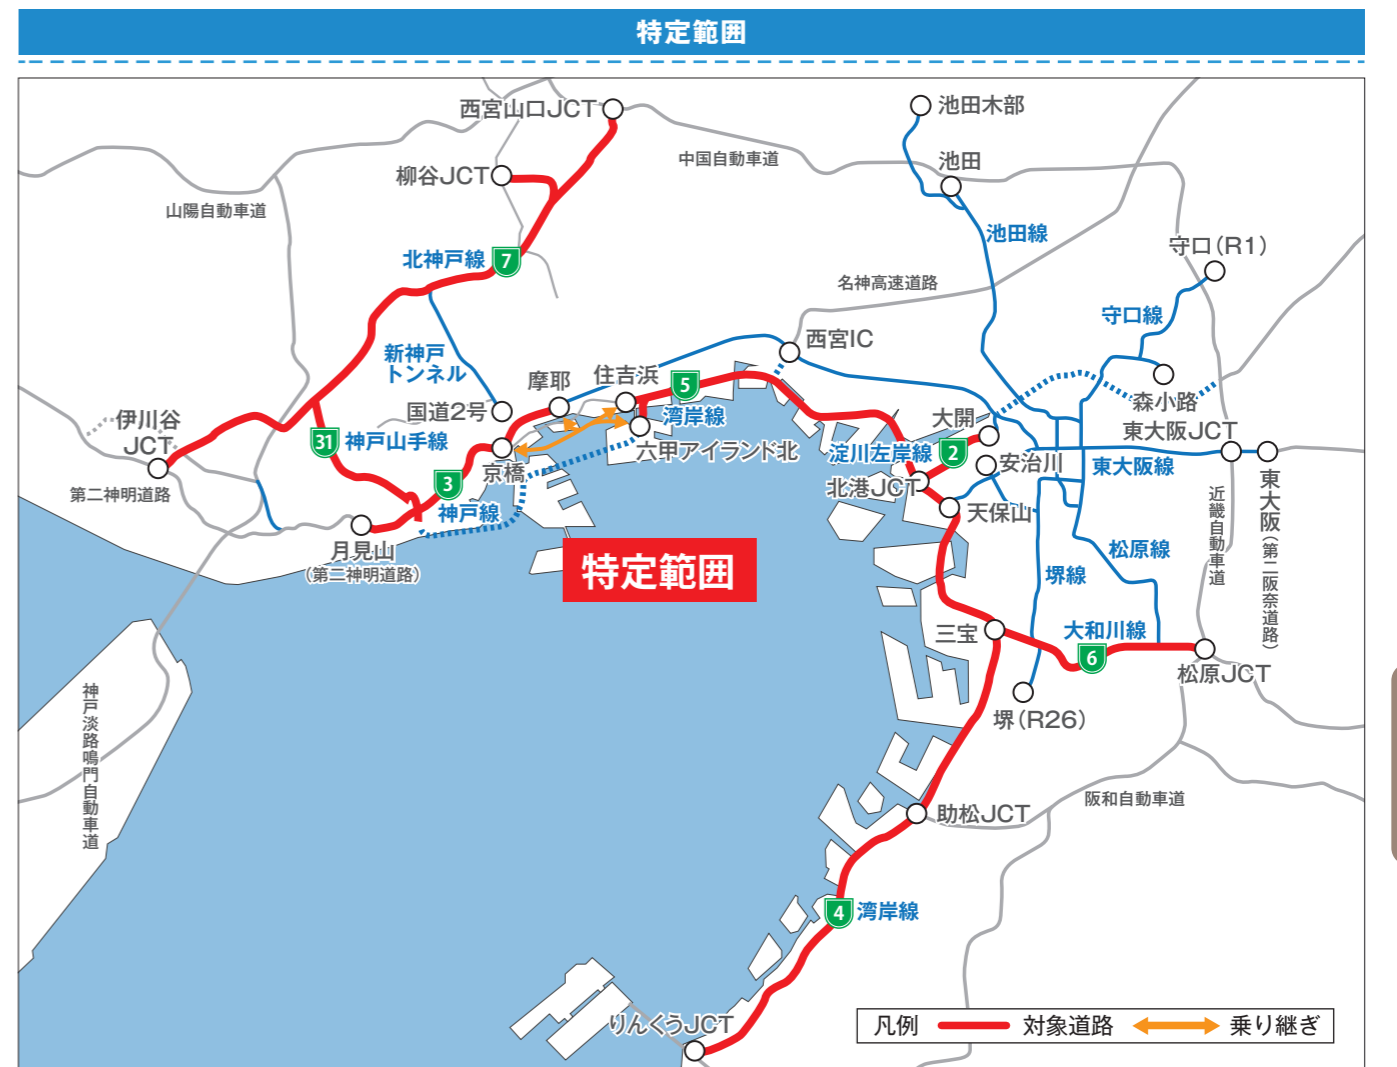 特定範囲
西宮山口JCT
池田木部
中国自動車道
池田
柳谷JCT
山陽自動車道
池田線
守口(R1)
北神戸線
7
名神高速道路
守口線
西宮IC
新神戸
トンネル
摩耶
住吉浜
5
国道2号
湾岸線
森小路
伊川谷
JCT
31
神戸山手線
六甲アイランド北
大開
東大阪JCT
淀川左岸線
2
安治川
東大阪線
京橋
3
第二神明道路
北港JCT
神戸線
天保山
東大阪(第二阪奈道路)
近畿自動車道
月見山
(第二神明道路)
松原線
特定範囲
堺線
三宝
大和川線
6
松原JCT
神戸淡路鳴門自動車道
堺(R26)
阪和自動車道
助松JCT
4
湾岸線
りんくうJCT
凡例
対象道路
乗り継ぎ